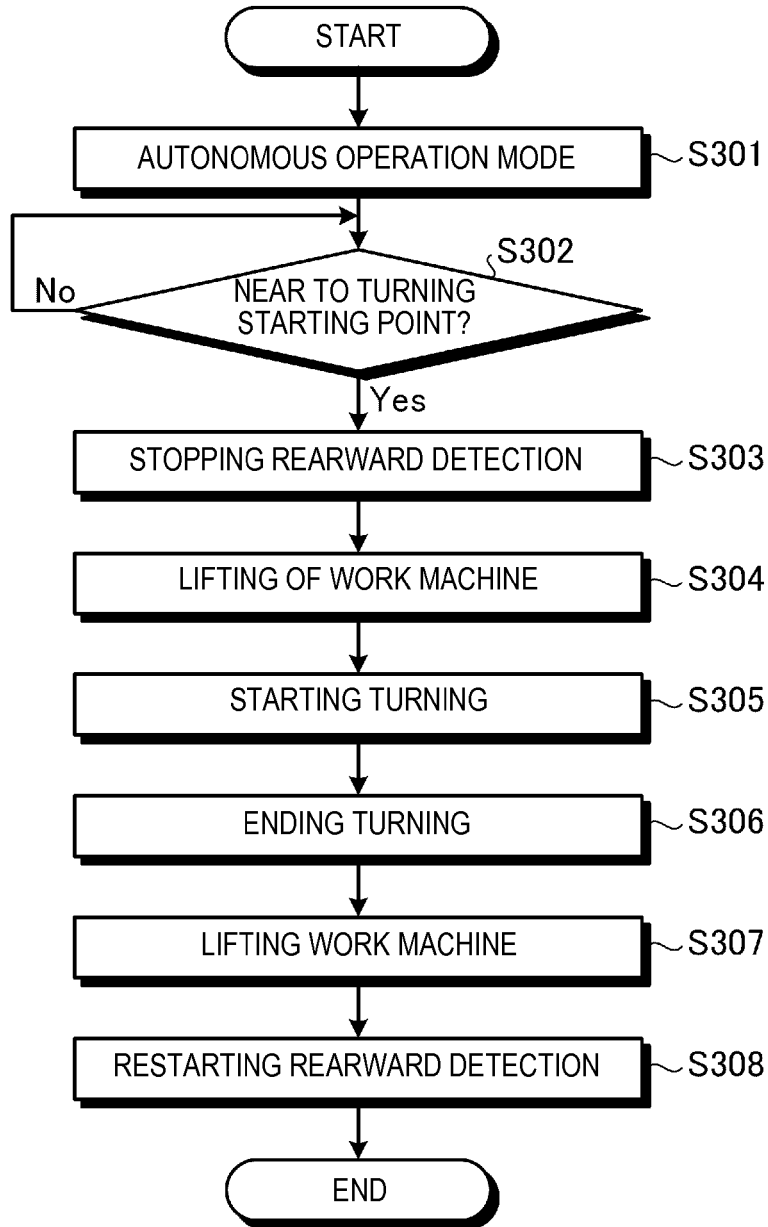 START
AUTONOMOUS OPERATION MODE
S301
S302
No
NEAR TO TURNING
STARTING POINT?
Yes
STOPPING REARWARD DETECTION
S303
LIFTING OF WORK MACHINE
S304
STARTING TURNING
S305
ENDING TURNING
S306
LIFTING WORK MACHINE
S307
RESTARTING REARWARD DETECTION
S308
END